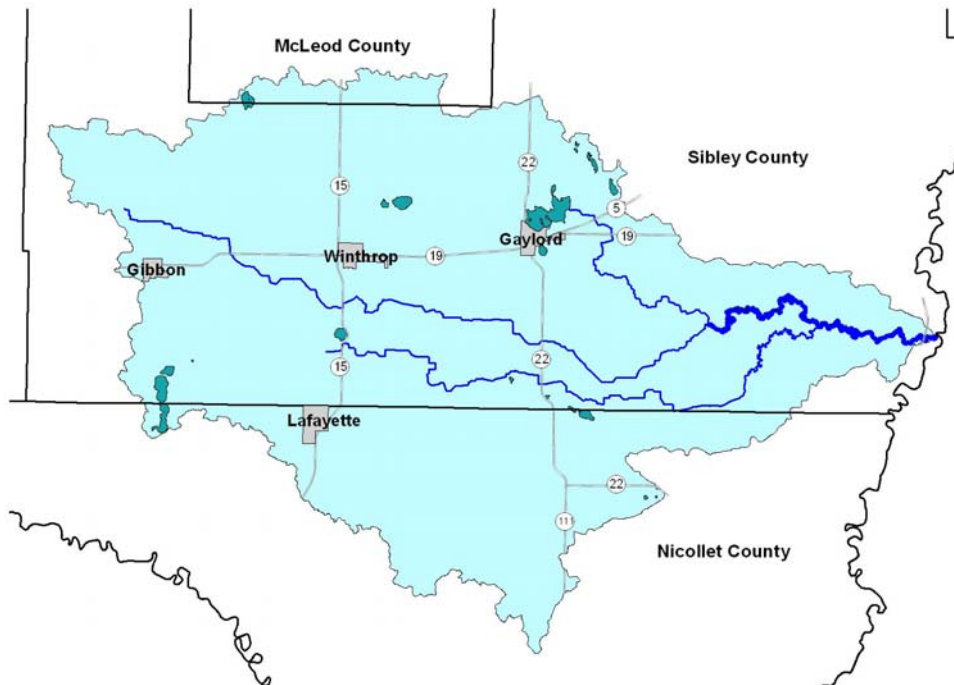 McLeod County
Sibley County
22
15
5
Gaylord
19
Winthrop
19
Gibbon
22
15
Lafayette
22
111
Nicollet County